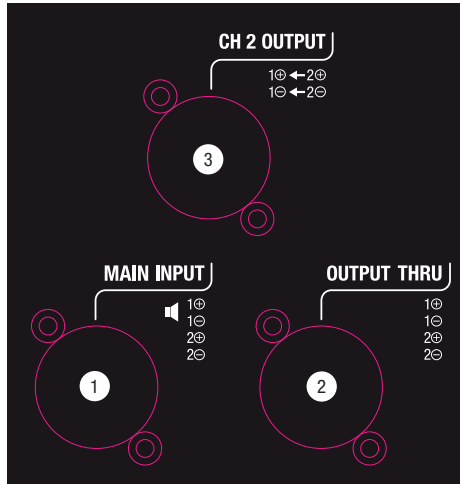 CH 2 OUTPUT
1⊕ ← 2⊕
1⊖ ← 2⊖
3
MAIN INPUT
1⊕
1⊖
2⊕
2⊖
1
OUTPUT THRU
1⊕
1⊖
2⊕
2⊖
2